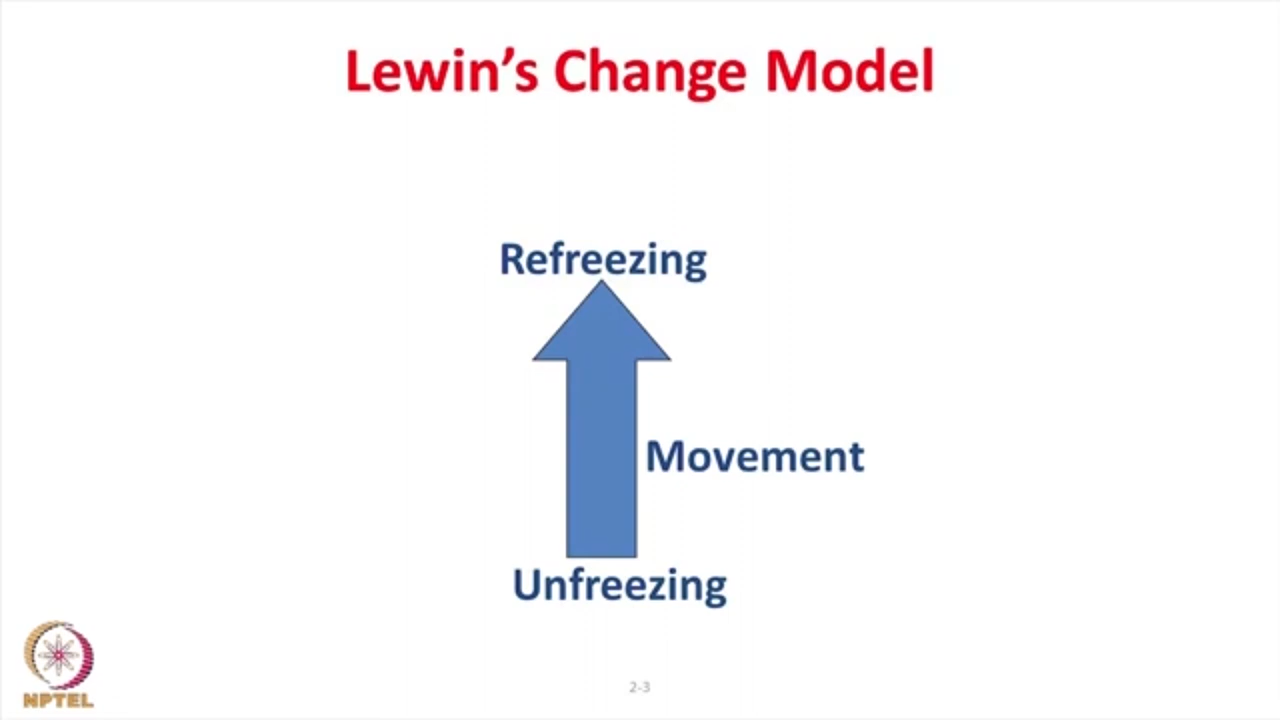 Lewin’s Change Model
Refreezing
Movement
Unfreezing
NPTEL
2-3